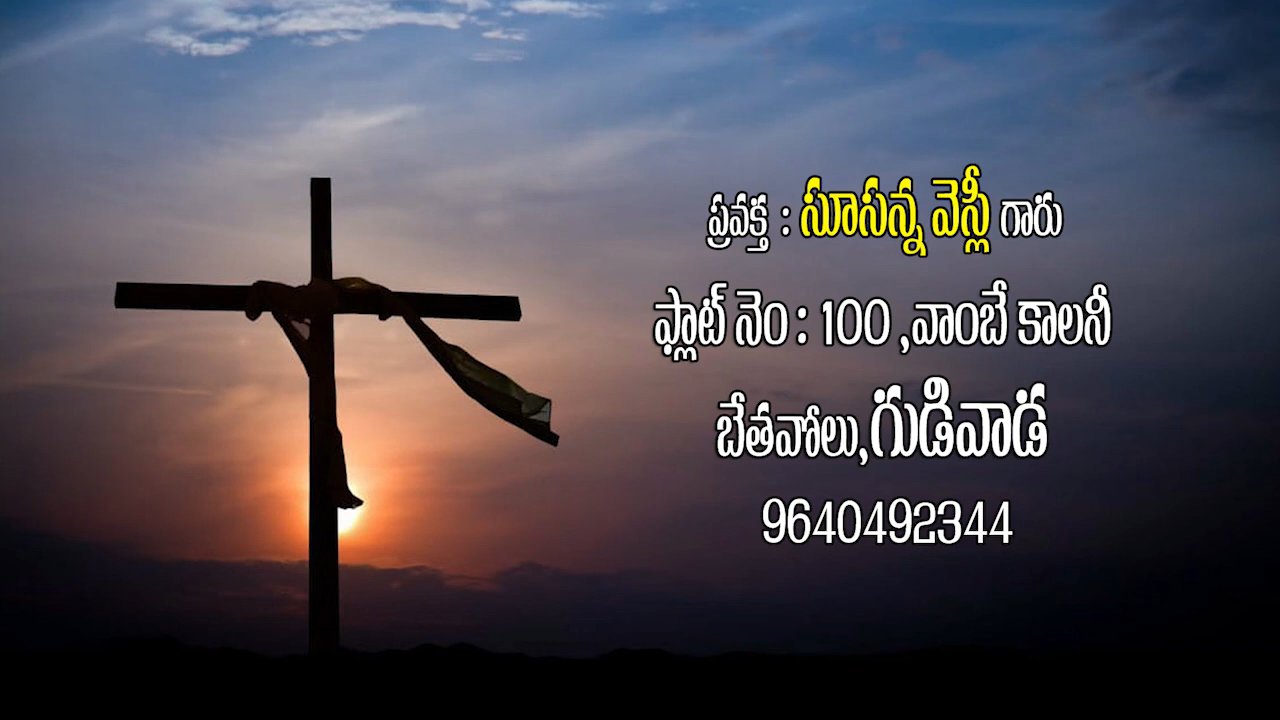 ప్రవక్త : సూసన్న వెస్లీ గారు
ఫ్లాట్ నెం : 100 ,వాంబే కాలనీ
బేతవోలు,గుడివాడ
9640492344